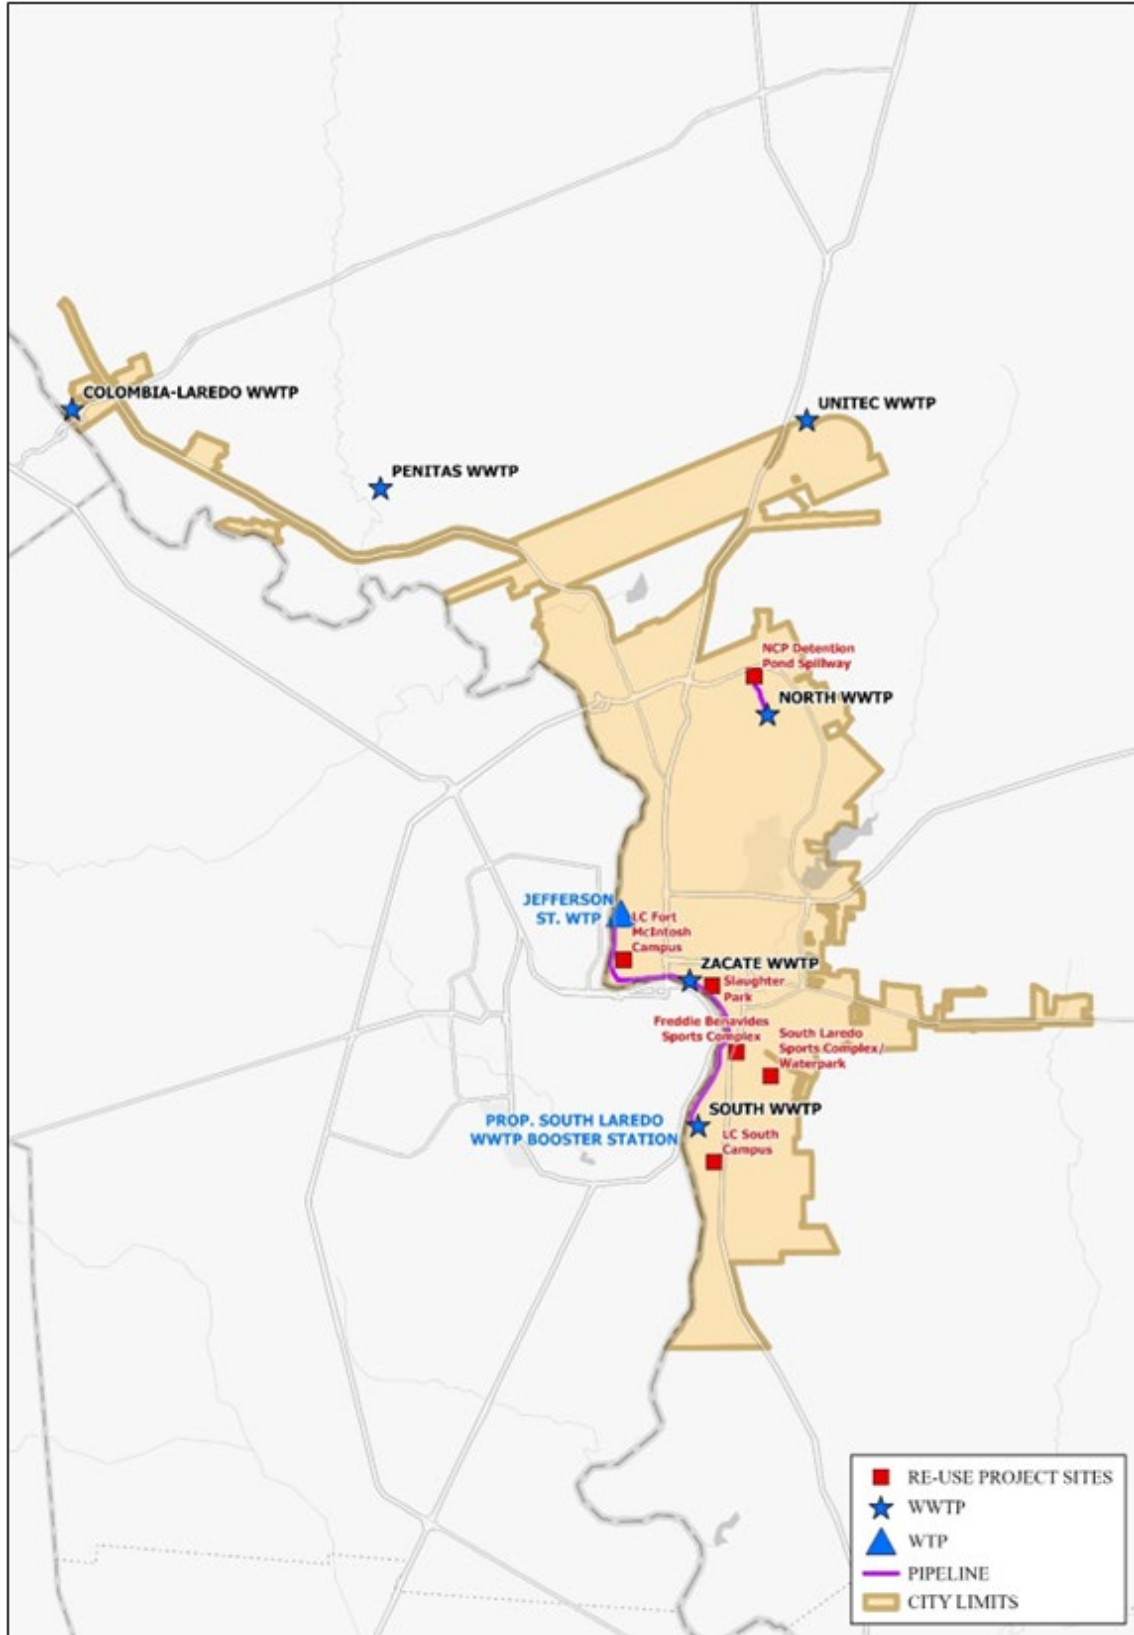 COLOMBIA-LAREDO WWTP
UNITEC WWTP
PENITAS WWTP
NCP Detention
Pond Spillway
NORTH WWTP
JEFFERSON
ST. WTP
LC Fort
McIntosh
Campus
ZACATE WWTP
Slaughter
Park
Freddie Benavides
Sports Complex
South Laredo
Sports Complex/
Waterpark
SOUTH WWTP
PROP. SOUTH LAREDO
WWTP BOOSTER STATION
LC South
Campus
RE-USE PROJECT SITES
WWTP
WTP
PIPELINE
CITY LIMITS